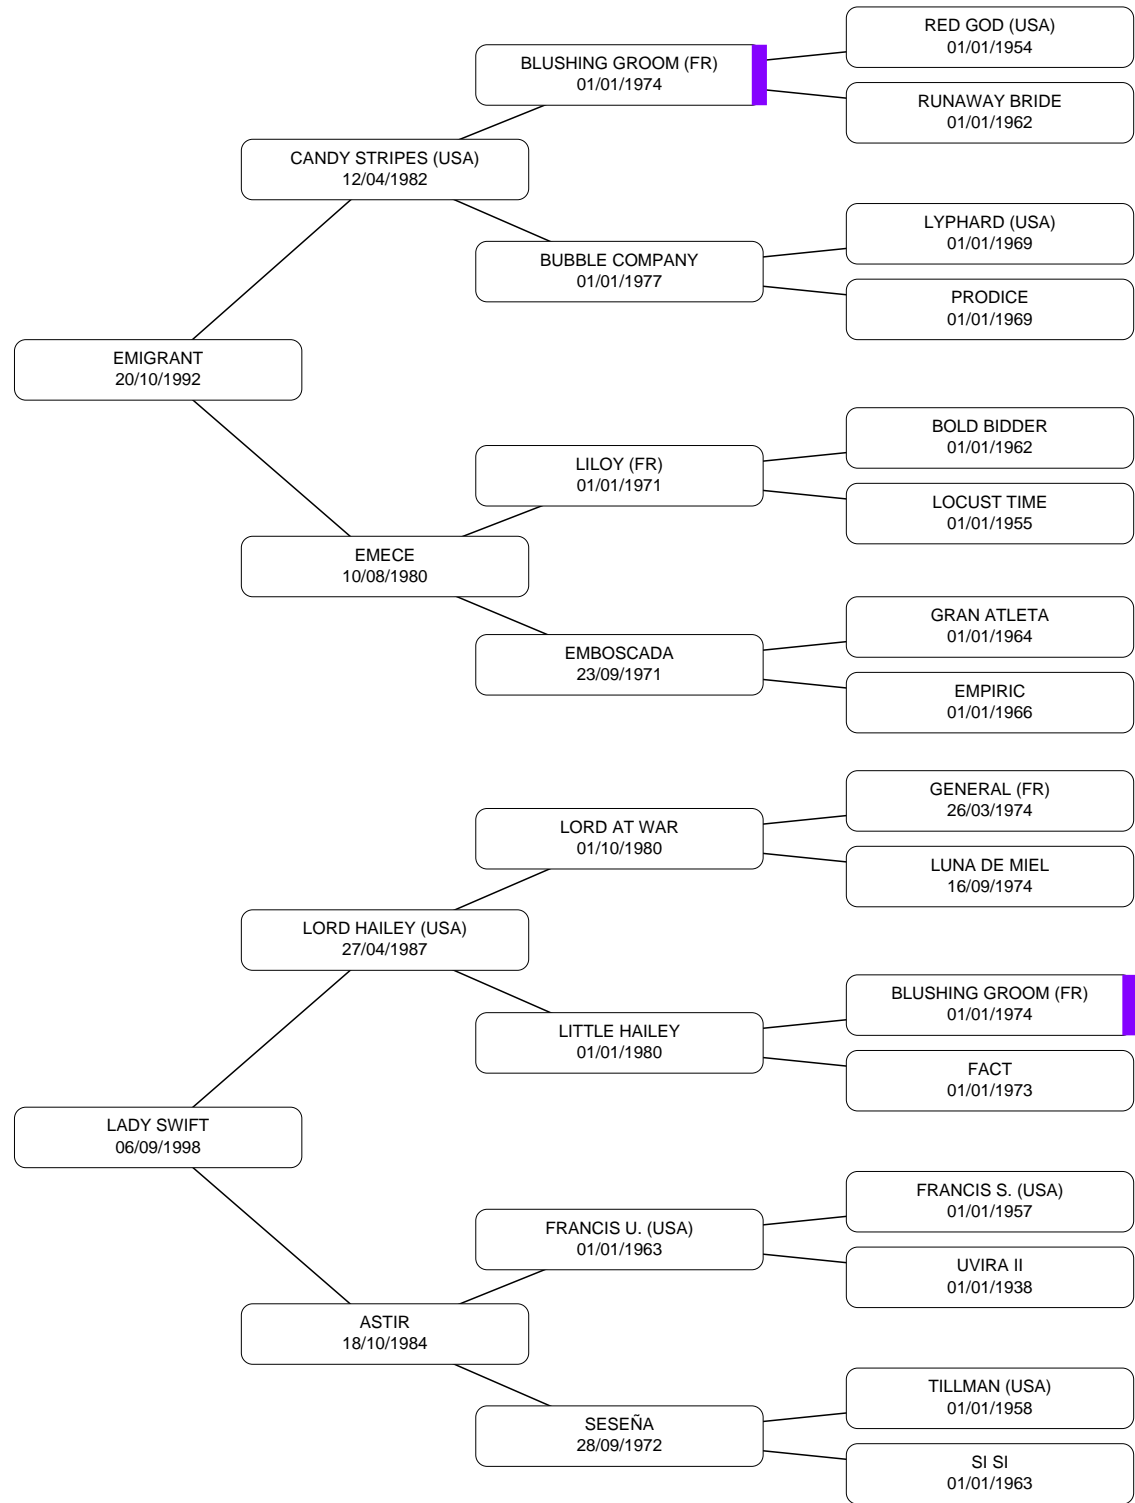 RED GOD (USA)
01/01/1954
BLUSHING GROOM (FR)
01/01/1974
RUNAWAY BRIDE
01/01/1962
CANDY STRIPES (USA)
12/04/1982
LYPHARD (USA)
01/01/1969
BUBBLE COMPANY
01/01/1977
PRODICE
01/01/1969
EMIGRANT
20/10/1992
BOLD BIDDER
01/01/1962
LILOY (FR)
01/01/1971
LOCUST TIME
01/01/1955
EMECE
10/08/1980
GRAN ATLETA
01/01/1964
EMBOSCADA
23/09/1971
EMPIRIC
01/01/1966
GENERAL (FR)
26/03/1974
LORD AT WAR
01/10/1980
LUNA DE MIEL
16/09/1974
LORD HAILEY (USA)
27/04/1987
BLUSHING GROOM (FR)
01/01/1974
LITTLE HAILEY
01/01/1980
FACT
01/01/1973
LADY SWIFT
06/09/1998
FRANCIS S. (USA)
01/01/1957
FRANCIS U. (USA)
01/01/1963
UVIRA II
01/01/1938
ASTIR
18/10/1984
TILLMAN (USA)
01/01/1958
SESEÑA
28/09/1972
SI SI
01/01/1963